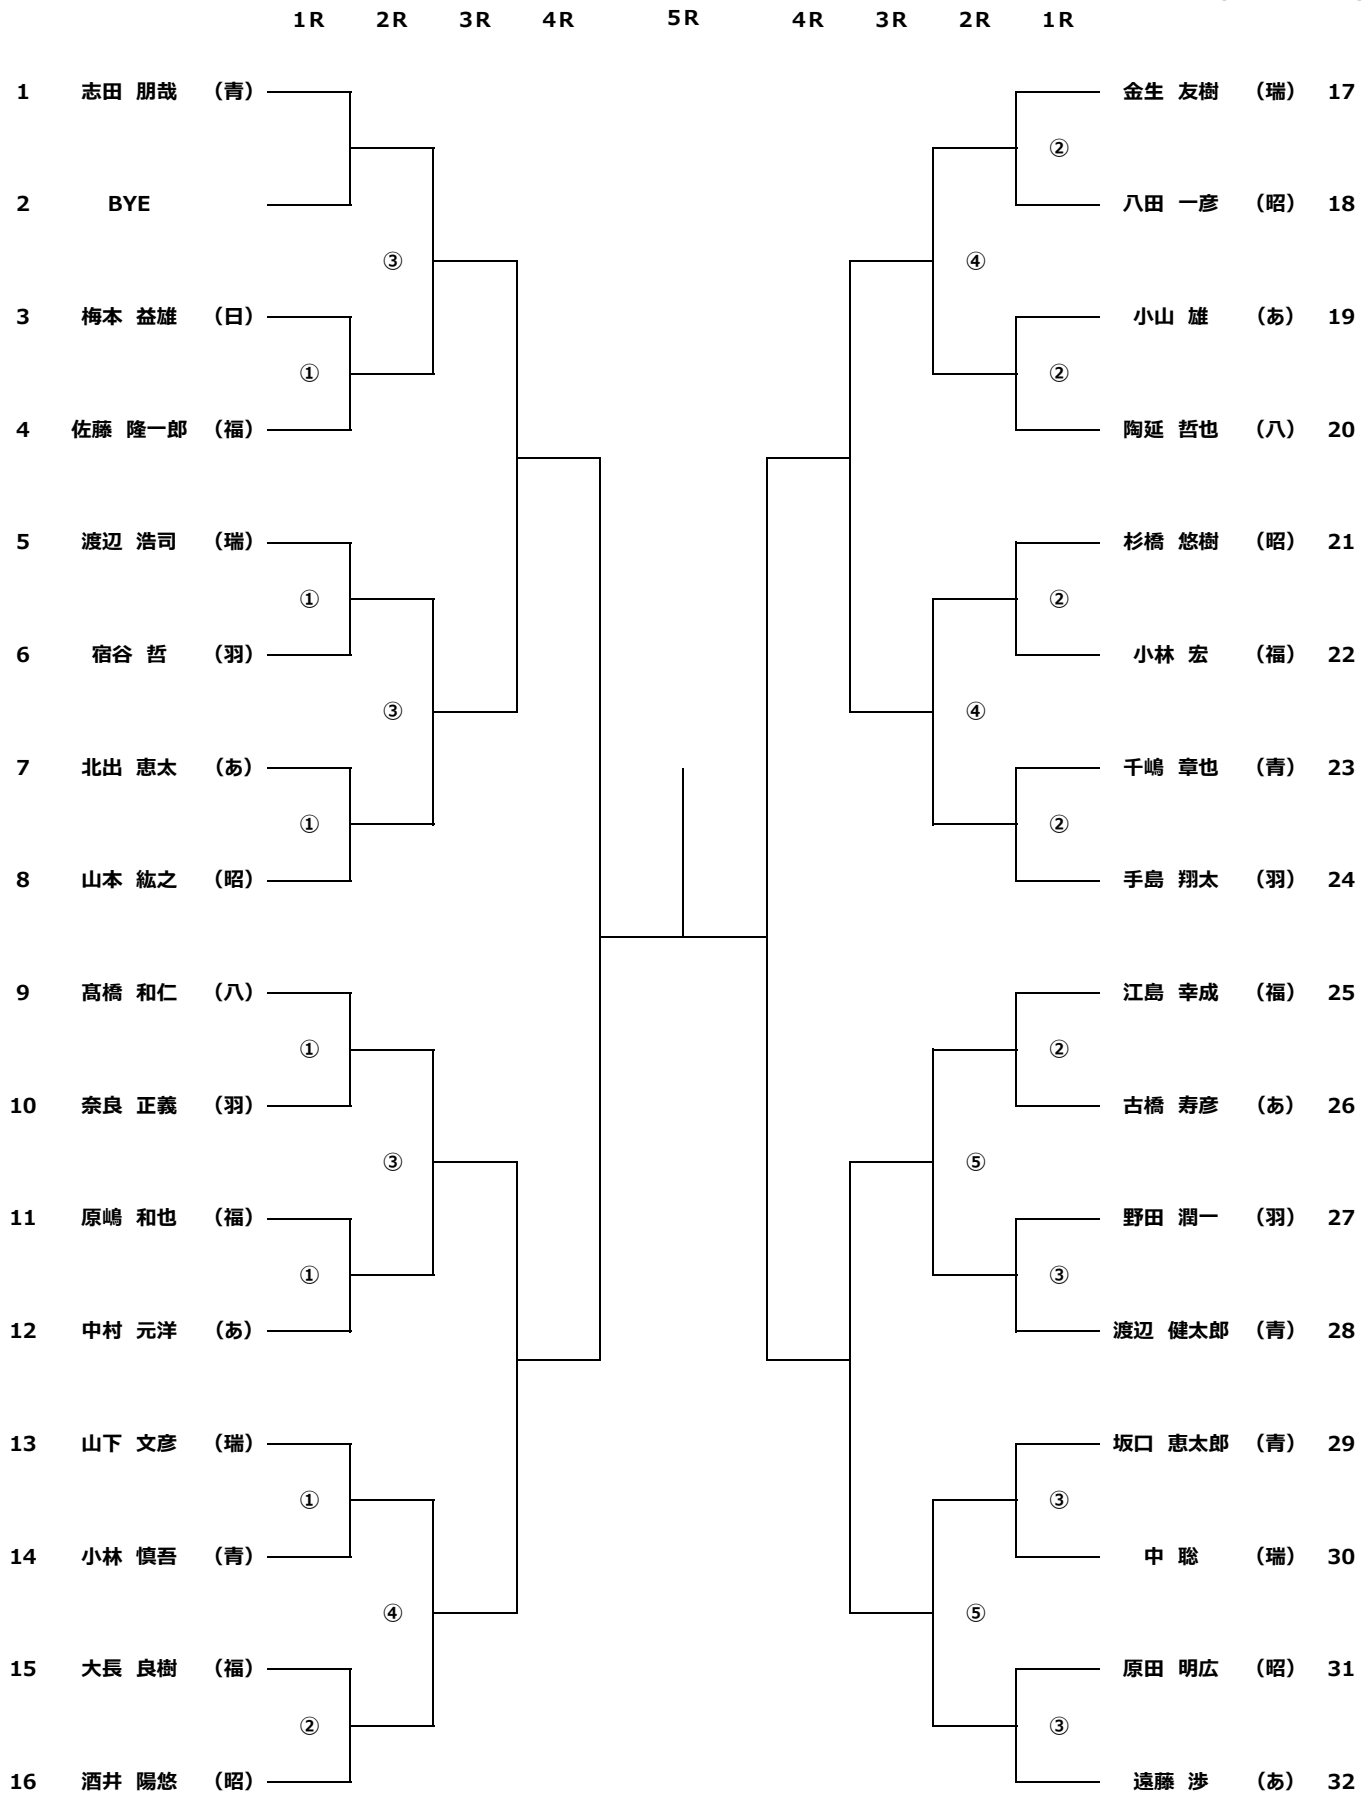 1R 2R 3R 4R 5R 4R 3R 2R 1R
1 志田 朋哉 （青） 金生 友樹 （瑞） 17
②
2 BYE 八田 一彦 （昭） 18
③ ④
3 梅本 益雄 （日） 小山 雄 （あ） 19
① ②
4 佐藤 隆一郎 （福） 陶延 哲也 （八） 20
5 渡辺 浩司 （瑞） 杉橋 悠樹 （昭） 21
① ②
6 宿谷 哲 （羽） 小林 宏 （福） 22
③ ④
7 北出 恵太 （あ） 千嶋 章也 （青） 23
① ②
8 山本 紘之 （昭） 手島 翔太 （羽） 24
9 髙橋 和仁 （八） 江島 幸成 （福） 25
① ②
10 奈良 正義 （羽） 古橋 寿彦 （あ） 26
③ ⑤
11 原嶋 和也 （福） 野田 潤一 （羽） 27
① ③
12 中村 元洋 （あ） 渡辺 健太郎 （青） 28
13 山下 文彦 （瑞） 坂口 恵太郎 （青） 29
① ③
14 小林 慎吾 （青） 中 聡 （瑞） 30
④ ⑤
15 大長 良樹 （福） 原田 明広 （昭） 31
② ③
16 酒井 陽悠 （昭） 遠藤 渉 （あ） 32